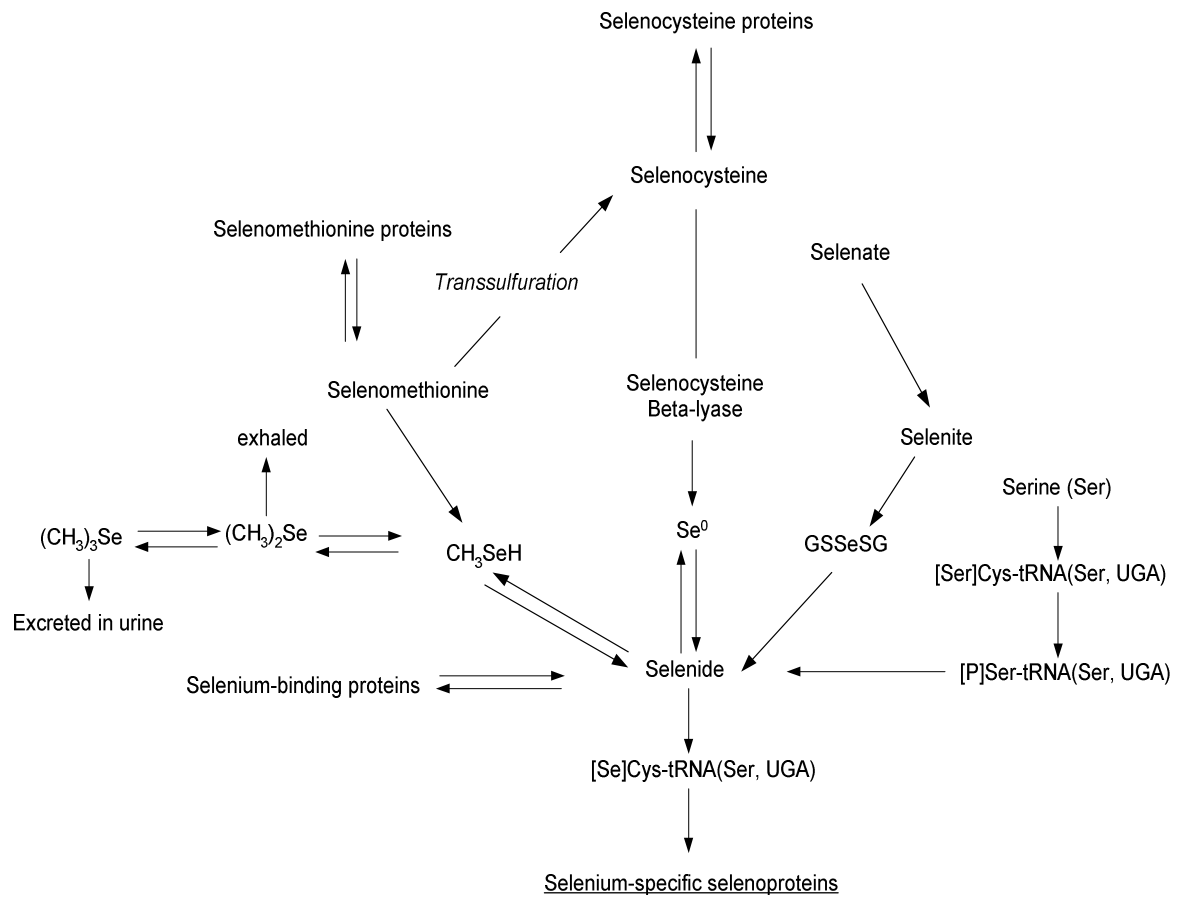 Selenocysteine proteins
Selenocysteine
Selenomethionine proteins
Selenate
Transsulfuration
Selenocysteine
Beta-lyase
Selenomethionine
exhaled
Selenite
Serine (Ser)
(CH₃)₃Se
(CH₃)₂Se
CH₃SeH
Se⁰
GSSeSG
[Ser]Cys-tRNA(Ser, UGA)
Excreted in urine
Selenium-binding proteins
Selenide
[P]Ser-tRNA(Ser, UGA)
[Se]Cys-tRNA(Ser, UGA)
Selenium-specific selenoproteins